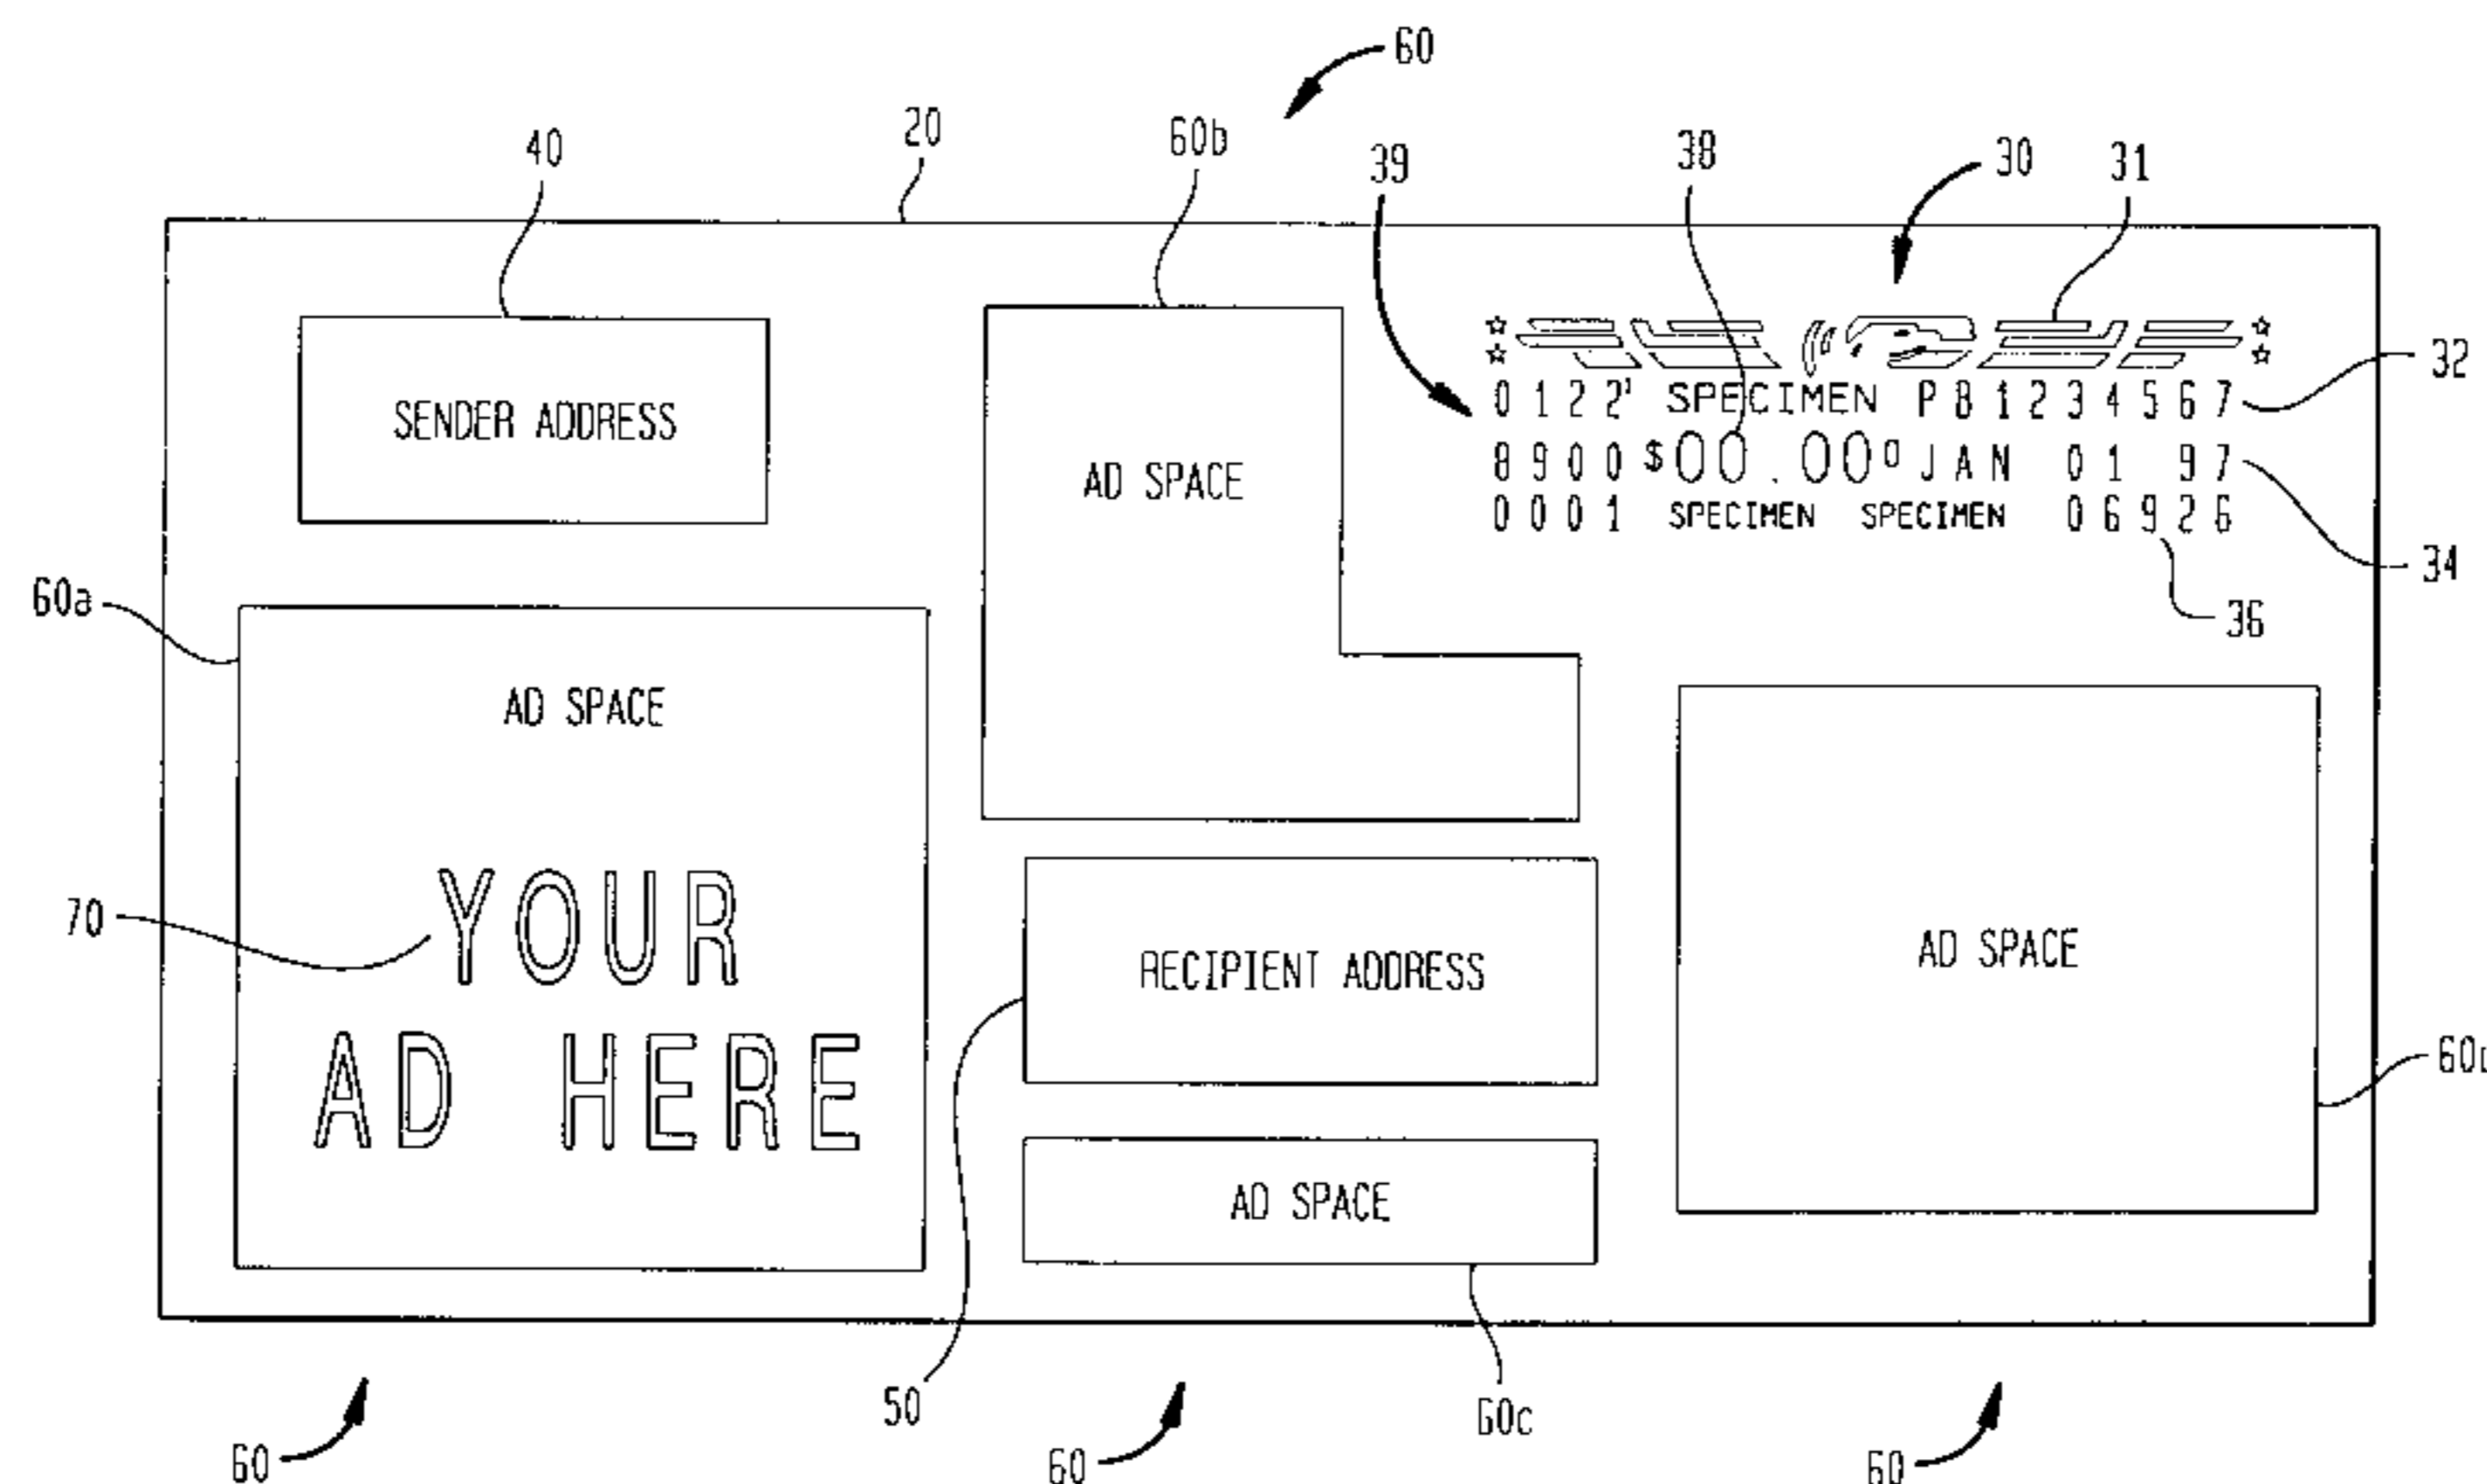 60
40
20
60b
39
38
30
31
0 1 2 2' SPECIMEN P B 1 2 3 4 5 6 7
32
8 9 0 0 $00.00⁰ JAN 01 97
34
0 0 0 1 SPECIMEN SPECIMEN 0 6 9 2 6
36
SENDER ADDRESS
AD SPACE
60a
AD SPACE
70
YOUR
AD HERE
RECIPIENT ADDRESS
AD SPACE
AD SPACE
50
60c
60
60
60